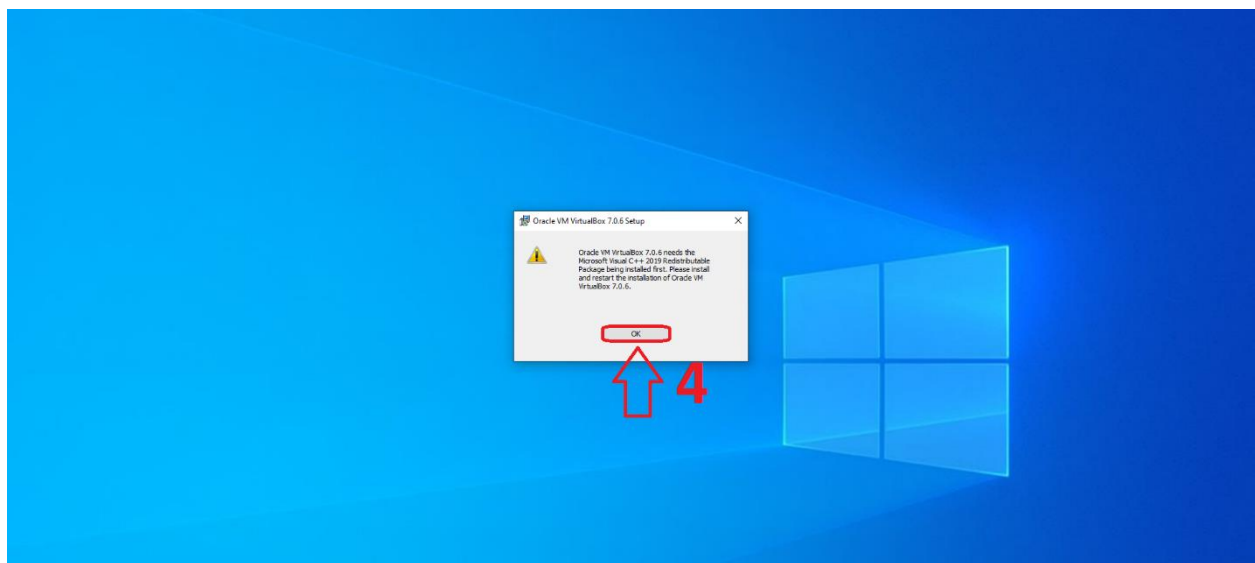 Oracle VM VirtualBox 7.0.6 Setup
Oracle VM VirtualBox 7.0.6 needs the
Microsoft Visual C++ 2019 Redistributable
Package being installed first. Please install
and restart the installation of Oracle VM
VirtualBox 7.0.6.
OK
4